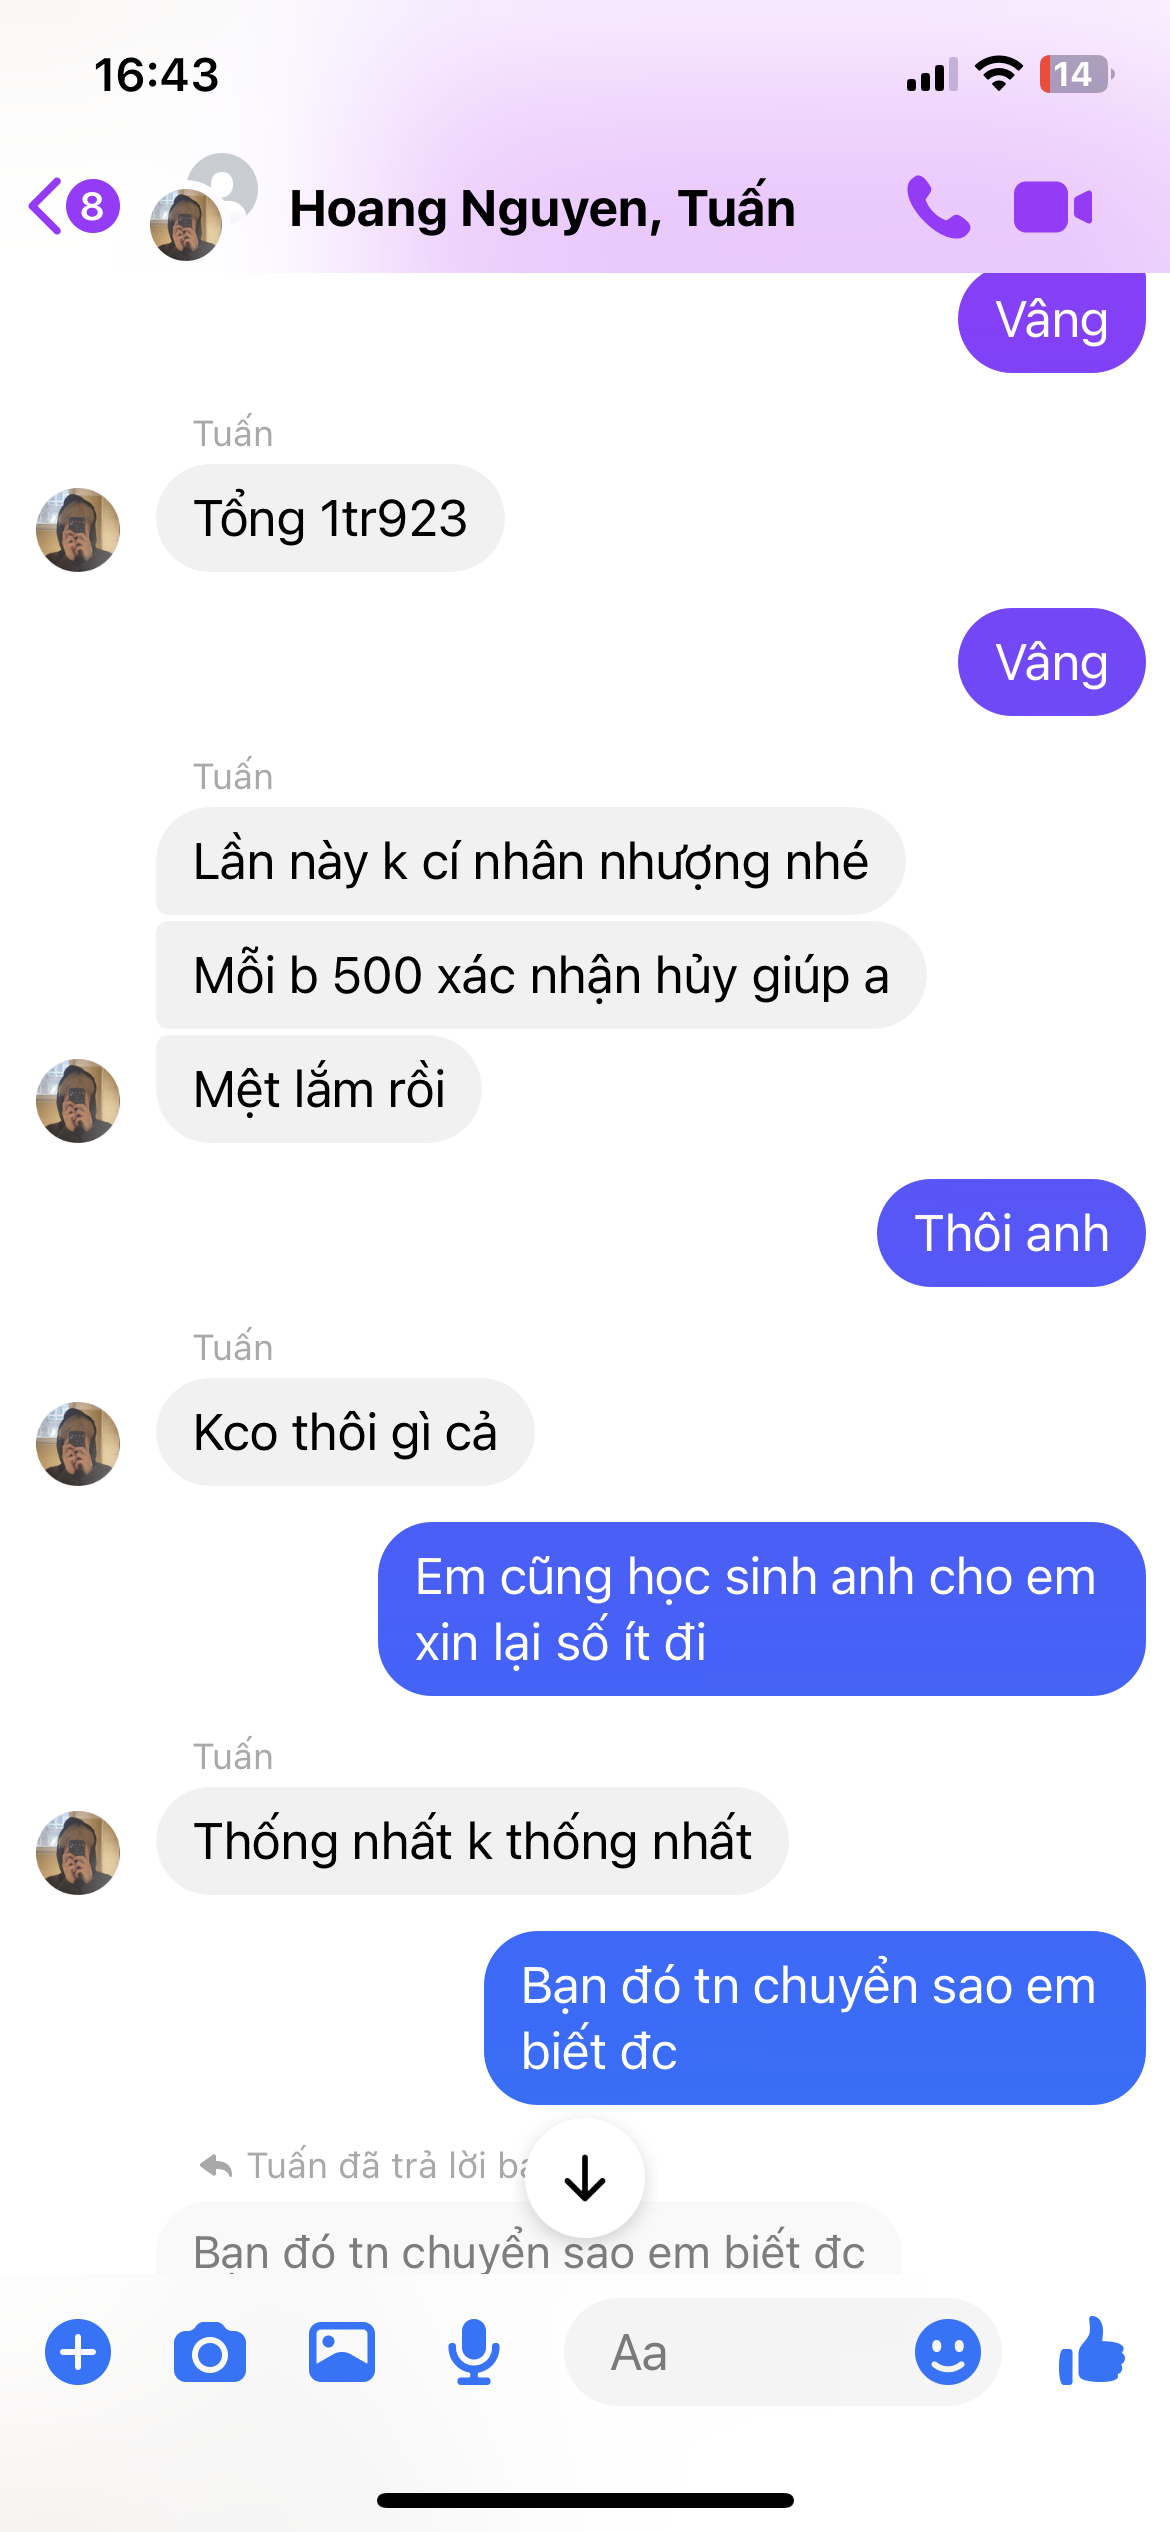 16:43
14
8
Hoang Nguyen, Tuấn
Vâng
Tuấn
Tổng 1tr923
Vâng
Tuấn
Lần này k cí nhân nhượng nhé
Mỗi b 500 xác nhận hủy giúp a
Mệt lắm rồi
Thôi anh
Tuấn
Kco thôi gì cả
Em cũng học sinh anh cho em
xin lại số ít đi
Tuấn
Thống nhất k thống nhất
Bạn đó tn chuyển sao em
biết đc
Tuấn đã trả lời
Bạn đó tn chuyển sao em biết đc
Aa